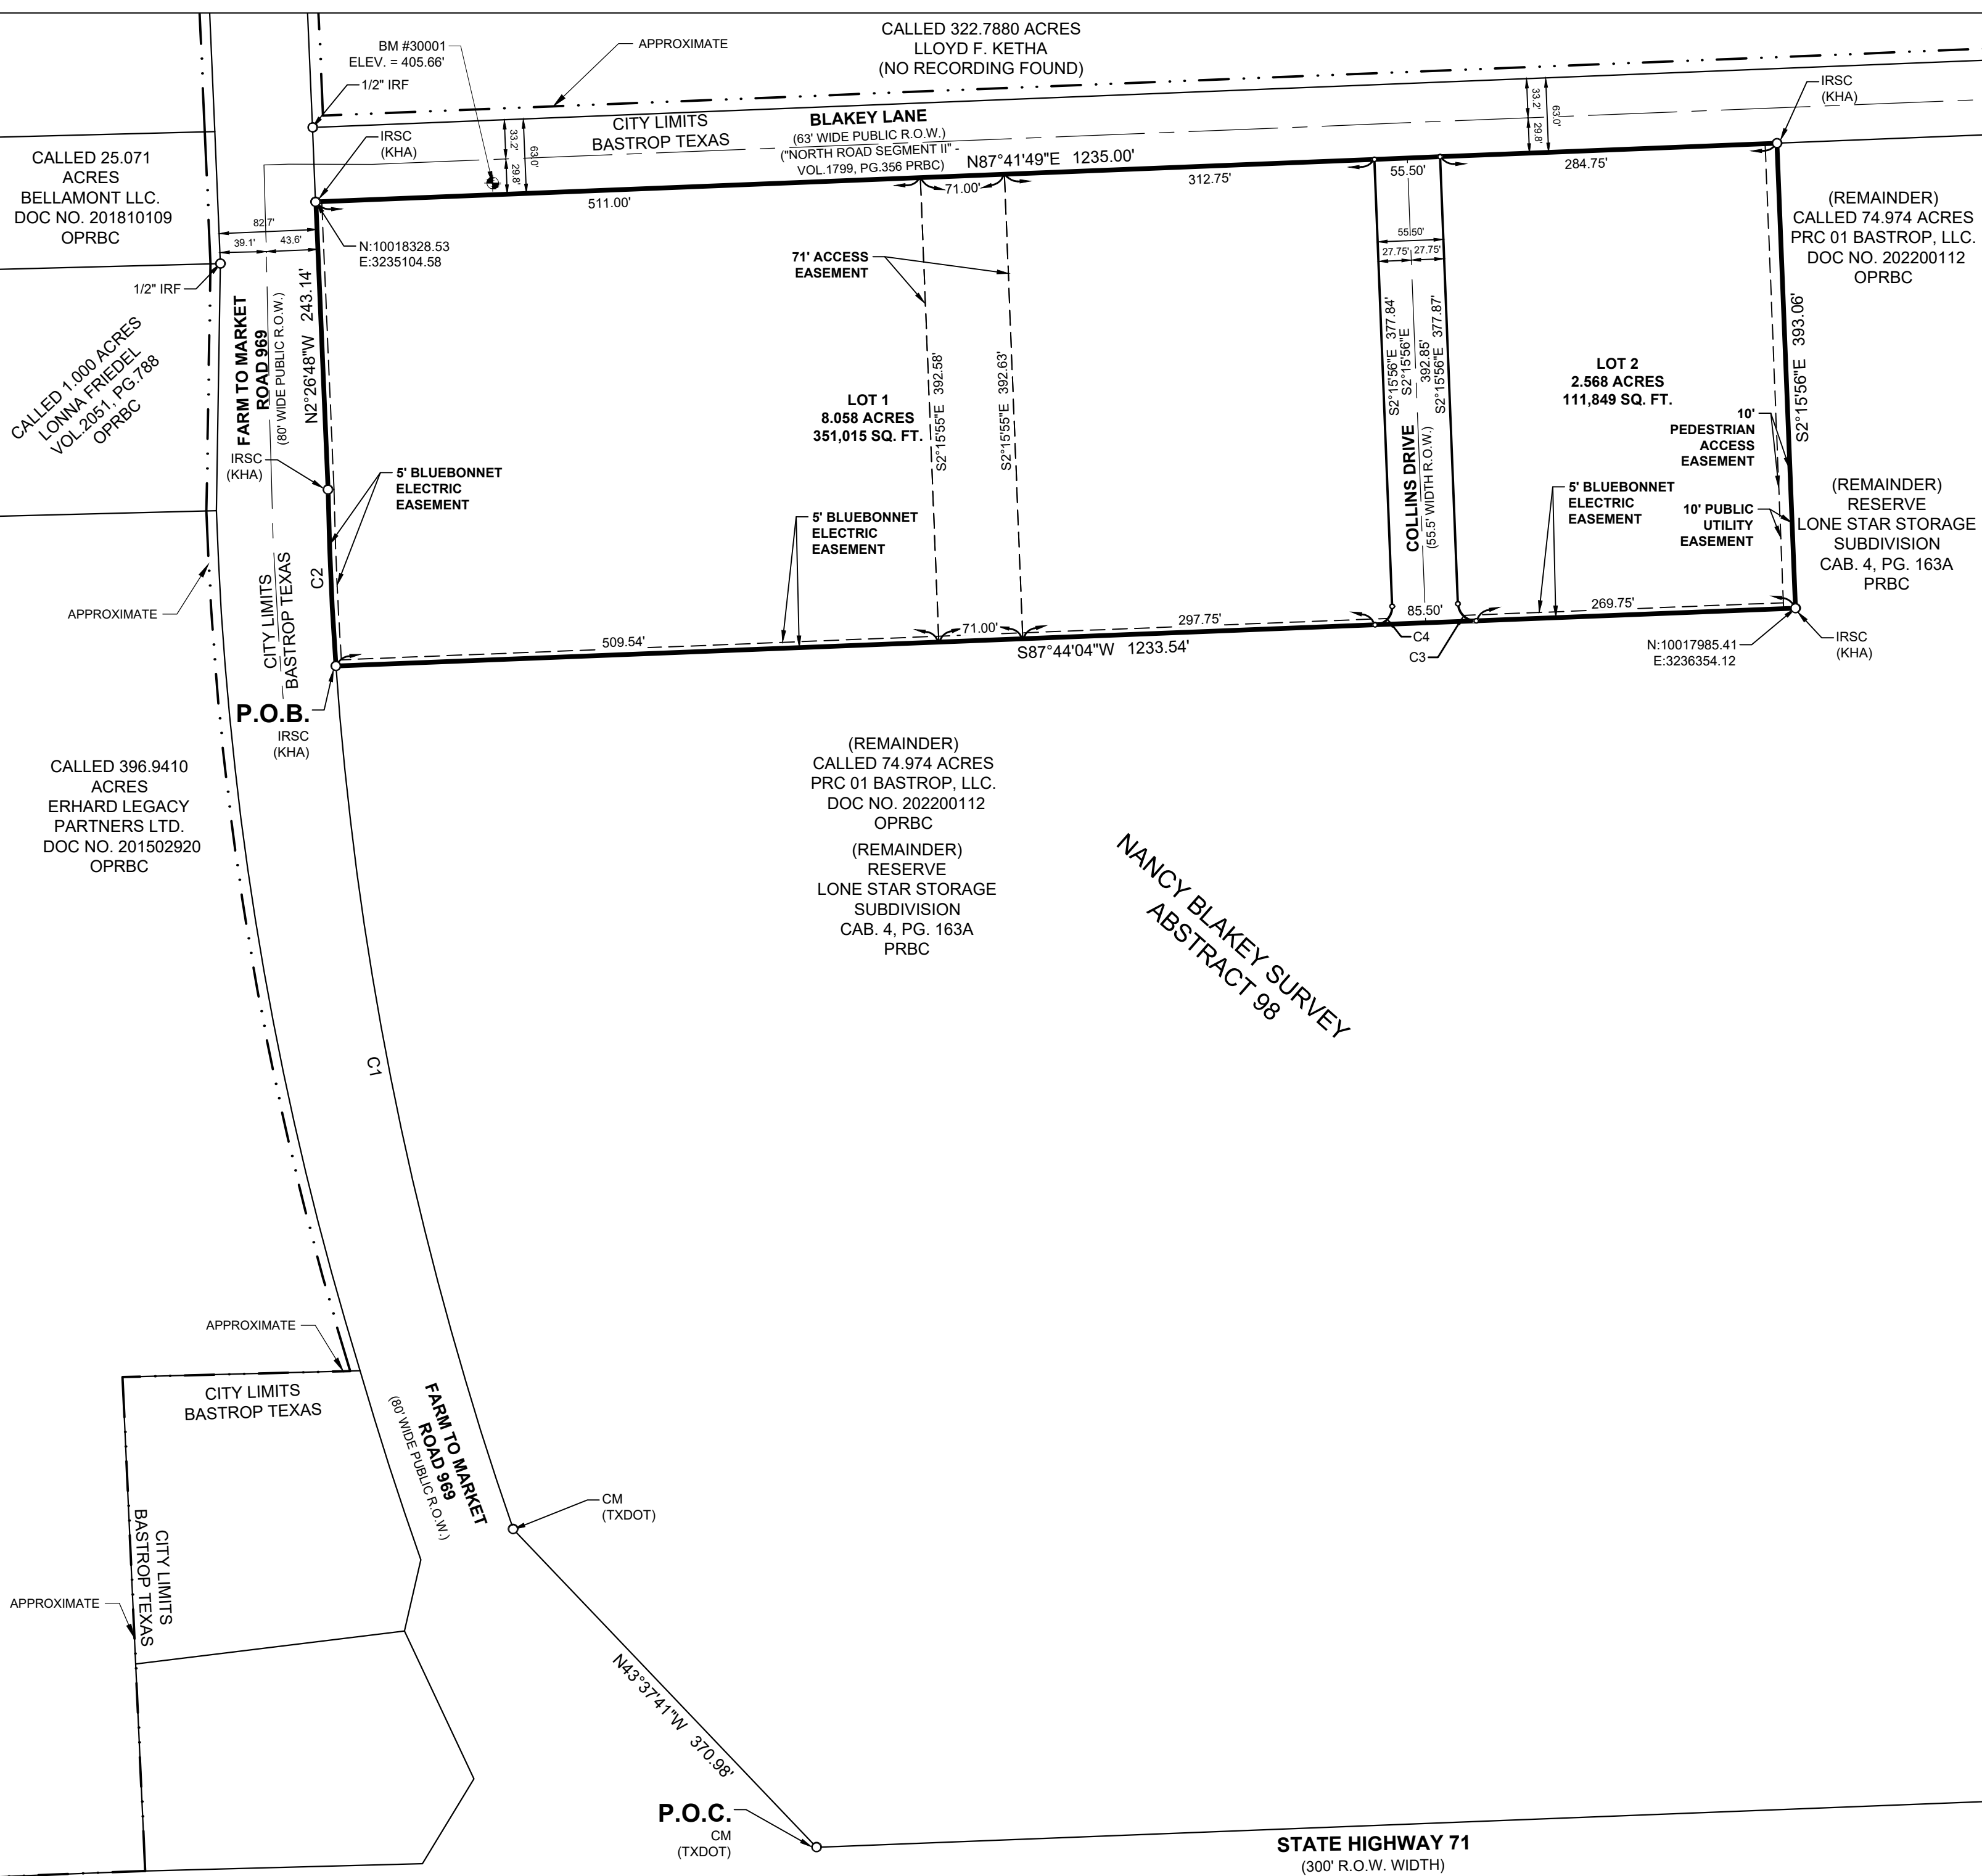 CALLED 322.7880 ACRES
LLOYD F. KETHA
(NO RECORDING FOUND)
BM #30001
ELEV. = 405.66'
APPROXIMATE
1/2" IRF
IRSC
(KHA)
CITY LIMITS
BASTROP TEXAS
BLAKEY LANE
(63' WIDE PUBLIC R.O.W.)
("NORTH ROAD SEGMENT II" -
VOL.1799, PG.356 PRBC)
N87°41'49"E 1235.00'
33.2'
29.8'
63.0'
33.2'
29.8'
63.0'
IRSC
(KHA)
511.00'
71.00'
312.75'
55.50'
284.75'
CALLED 25.071
ACRES
BELLAMONT LLC.
DOC NO. 201810109
OPRBC
82.7'
39.1'
43.6'
N:10018328.53
E:3235104.58
1/2" IRF
71' ACCESS
EASEMENT
55.50'
27.75'
27.75'
(REMAINDER)
CALLED 74.974 ACRES
PRC 01 BASTROP, LLC.
DOC NO. 202200112
OPRBC
CALLED 1.000 ACRES
LONNA FRIEDEL
VOL.2051, PG.788
OPRBC
FARM TO MARKET
ROAD 969
(80' WIDE PUBLIC R.O.W.)
N2°26'48"W 243.14'
IRSC
(KHA)
5' BLUEBONNET
ELECTRIC
EASEMENT
LOT 1
8.058 ACRES
351,015 SQ. FT.
S2°15'55"E 392.58'
S2°15'55"E 392.63'
5' BLUEBONNET
ELECTRIC
EASEMENT
S2°15'56"E 377.84'
S2°15'56"E
392.85'
S2°15'56"E 377.87'
COLLINS DRIVE
(55.5' WIDTH R.O.W.)
LOT 2
2.568 ACRES
111,849 SQ. FT.
10'
PEDESTRIAN
ACCESS
EASEMENT
5' BLUEBONNET
ELECTRIC
EASEMENT
10' PUBLIC
UTILITY
EASEMENT
S2°15'56"E 393.06'
(REMAINDER)
RESERVE
LONE STAR STORAGE
SUBDIVISION
CAB. 4, PG. 163A
PRBC
C2
CITY LIMITS
BASTROP TEXAS
APPROXIMATE
509.54'
71.00'
297.75'
85.50'
269.75'
S87°44'04"W 1233.54'
C4
C3
N:10017985.41
E:3236354.12
IRSC
(KHA)
P.O.B.
IRSC
(KHA)
CALLED 396.9410
ACRES
ERHARD LEGACY
PARTNERS LTD.
DOC NO. 201502920
OPRBC
(REMAINDER)
CALLED 74.974 ACRES
PRC 01 BASTROP, LLC.
DOC NO. 202200112
OPRBC
(REMAINDER)
RESERVE
LONE STAR STORAGE
SUBDIVISION
CAB. 4, PG. 163A
PRBC
NANCY BLAKEY SURVEY
ABSTRACT 98
C1
APPROXIMATE
CITY LIMITS
BASTROP TEXAS
FARM TO MARKET
ROAD 969
(80' WIDE PUBLIC R.O.W.)
CM
(TXDOT)
CITY LIMITS
BASTROP TEXAS
APPROXIMATE
N43°37'41"W 370.98'
P.O.C.
CM
(TXDOT)
STATE HIGHWAY 71
(300' R.O.W. WIDTH)